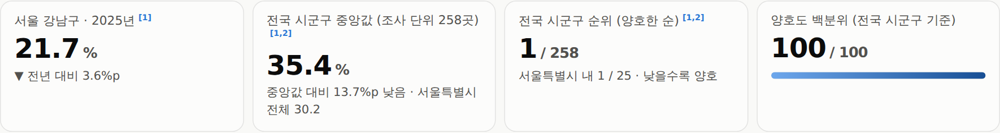 서울 강남구 · 2025년 [1]
21.7 %
▼ 전년 대비 3.6%p
전국 시군구 중앙값 (조사 단위 258곳)
[1,2]
35.4 %
중앙값 대비 13.7%p 낮음 · 서울특별시
전체 30.2
전국 시군구 순위 (양호한 순) [1,2]
1 / 258
서울특별시 내 1 / 25 · 낮을수록 양호
양호도 백분위 (전국 시군구 기준)
100 / 100